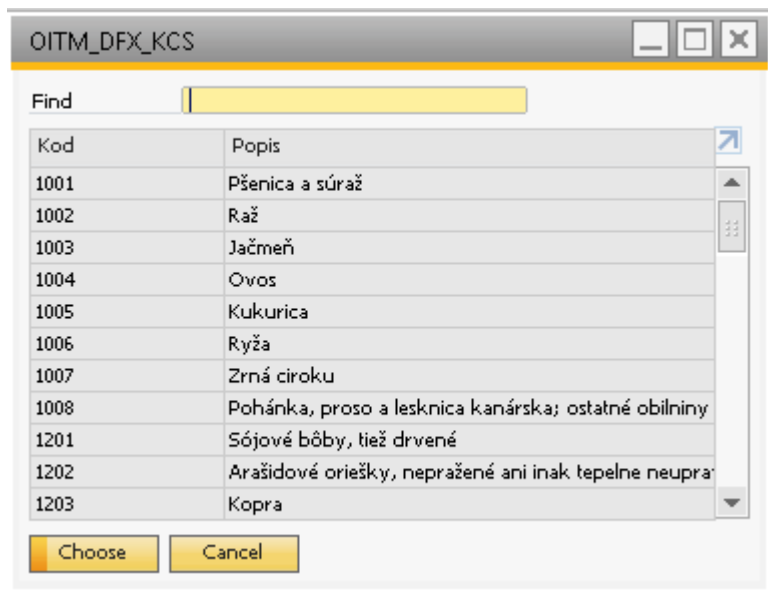 OITM_DFX_KCS
Find
Kod Popis
1001 Pšenica a súraž
1002 Raž
1003 Jačmeň
1004 Ovos
1005 Kukurica
1006 Ryža
1007 Zrná ciroku
1008 Pohánka, proso a lesknica kanárska; ostatné obilniny
1201 Sójové bôby, tiež drvené
1202 Arašidové oriešky, nepražené ani inak tepelne neupra
1203 Kopra
Choose Cancel